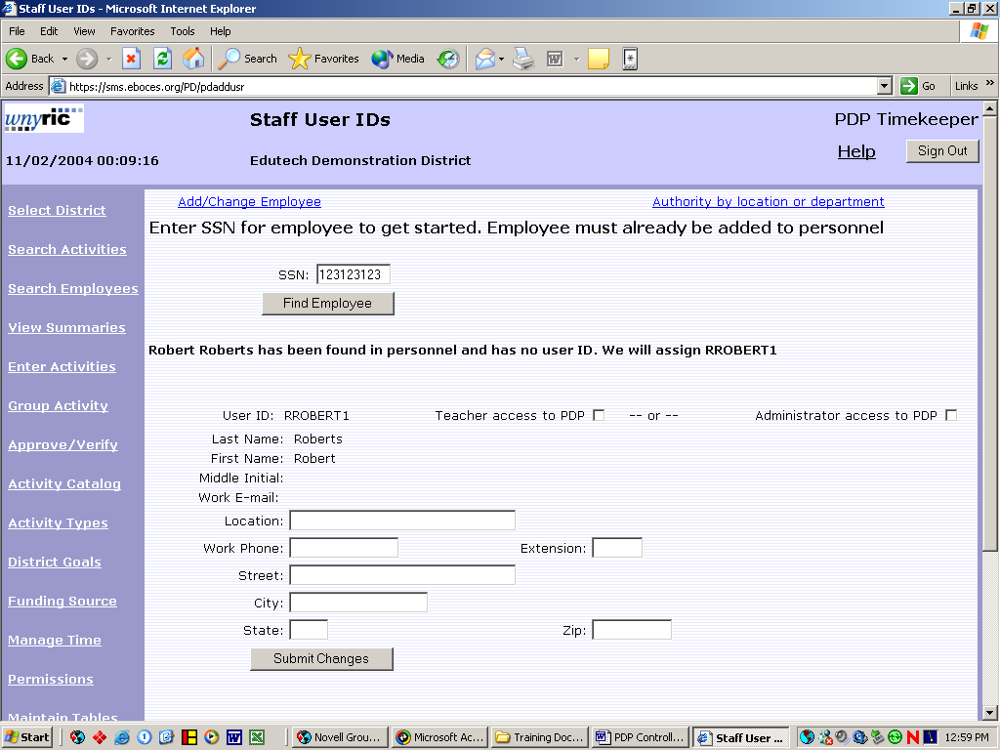 Staff User IDs - Microsoft Internet Explorer
File Edit View Favorites Tools Help
Back Search Favorites Media
Address https://sms.eboces.org/PD/pdaddusr Go Links »
wnyric Staff User IDs PDP Timekeeper
Help Sign Out
11/02/2004 00:09:16 Edutech Demonstration District
Select District
Search Activities
Search Employees
View Summaries
Enter Activities
Group Activity
Approve/Verify
Activity Catalog
Activity Types
District Goals
Funding Source
Manage Time
Permissions
Maintain Tables
Add/Change Employee Authority by location or department
Enter SSN for employee to get started. Employee must already be added to personnel
SSN: 123123123
Find Employee
Robert Roberts has been found in personnel and has no user ID. We will assign RROBERT1
User ID: RROBERT1 Teacher access to PDP -- or -- Administrator access to PDP
Last Name: Roberts
First Name: Robert
Middle Initial:
Work E-mail:
Location:
Work Phone: Extension:
Street:
City:
State: Zip:
Submit Changes
Start Novell Grou... Microsoft Ac... Training Doc... PDP Controll... Staff User ... 12:59 PM